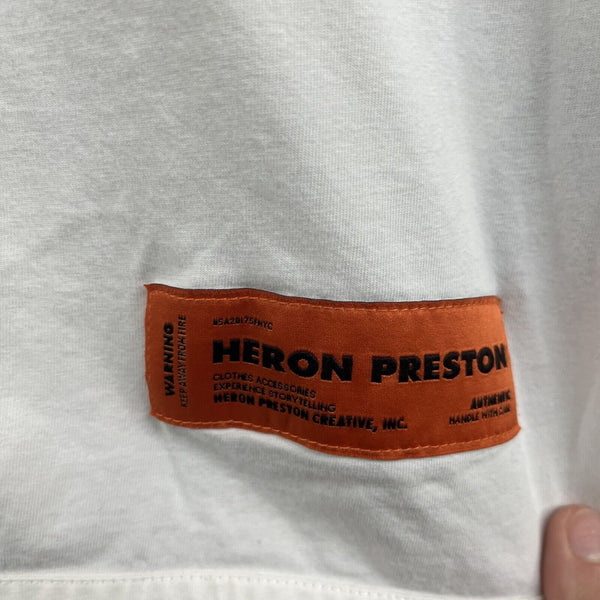 WARNING
KEEP AWAY FROM FIRE
HERON PRESTON
CLOTHES ACCESSORIES
EXPERIENCE STORYTELLING
HERON PRESTON CREATIVE, INC.
AUTHENTIC
HANDLE WITH CARE